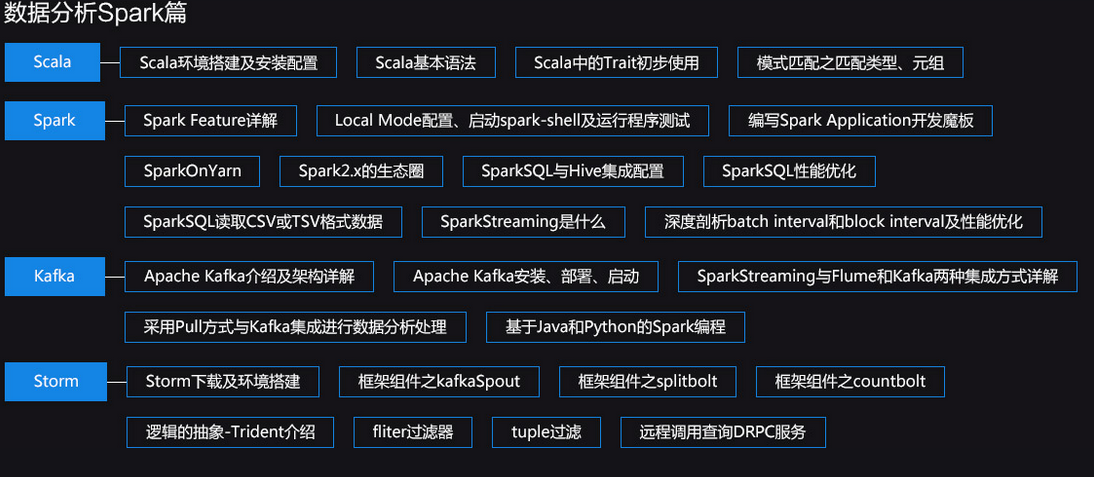 数据分析Spark篇
Scala Scala环境搭建及安装配置 Scala基本语法 Scala中的Trait初步使用 模式匹配之匹配类型、元组
Spark Spark Feature详解 Local Mode配置、启动spark-shell及运行程序测试 编写Spark Application开发魔板
SparkOnYarn Spark2.x的生态圈 SparkSQL与Hive集成配置 SparkSQL性能优化
SparkSQL读取CSV或TSV格式数据 SparkStreaming是什么 深度剖析batch interval和block interval及性能优化
Kafka Apache Kafka介绍及架构详解 Apache Kafka安装、部署、启动 SparkStreaming与Flume和Kafka两种集成方式详解
采用Pull方式与Kafka集成进行数据分析处理 基于Java和Python的Spark编程
Storm Storm下载及环境搭建 框架组件之kafkaSpout 框架组件之splitbolt 框架组件之countbolt
逻辑的抽象-Trident介绍 fliter过滤器 tuple过滤 远程调用查询DRPC服务